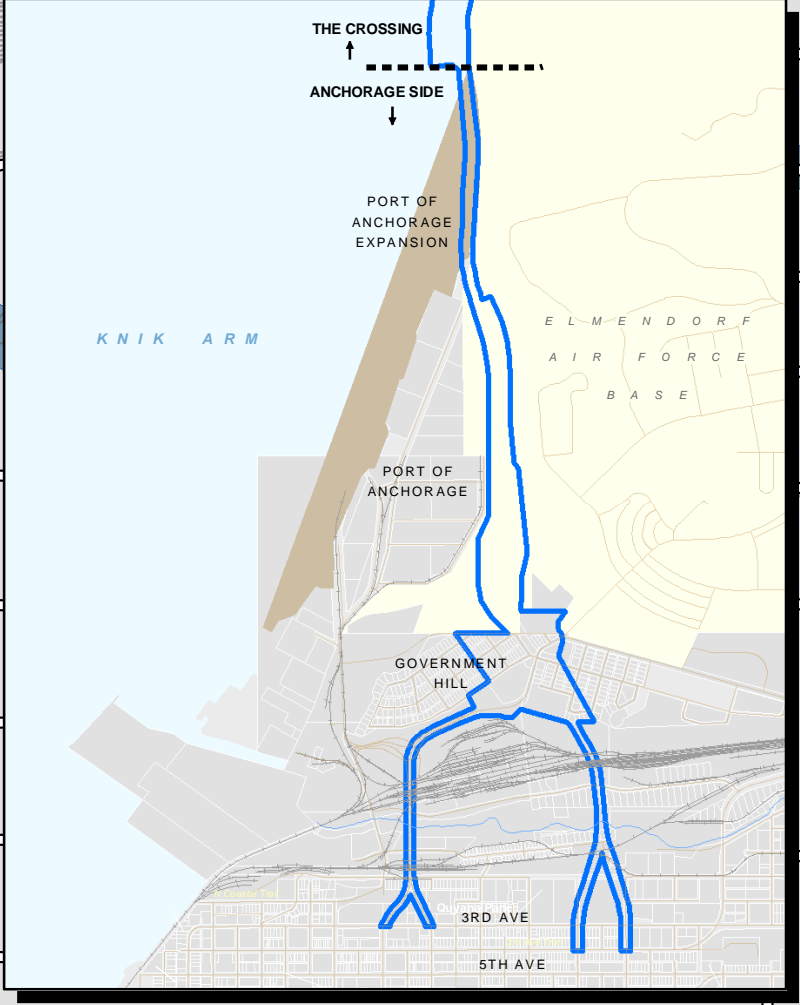 THE CROSSING
ANCHORAGE SIDE
PORT OF
ANCHORAGE
EXPANSION
KNIK ARM
ELMENDORF
AIR FORCE
BASE
PORT OF
ANCHORAGE
GOVERNMENT
HILL
3RD AVE
5TH AVE